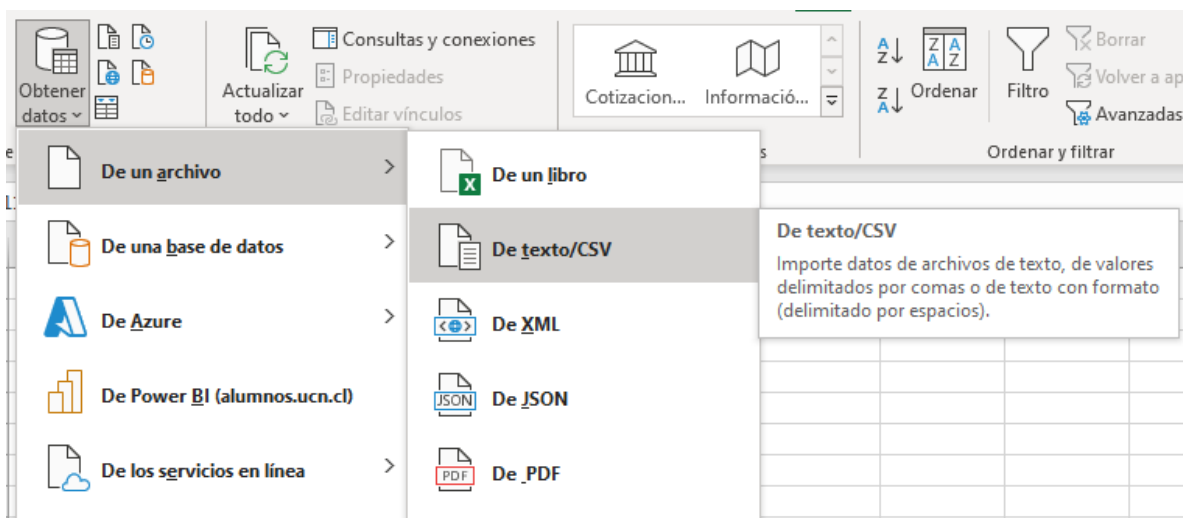 Obtener
datos
Actualizar
todo
Consultas y conexiones
Propiedades
Editar vínculos
Cotizacion...
Informació...
A
Z
Z
A
Z A
A Z
Ordenar
Filtro
Borrar
Volver a ap
Avanzadas
Ordenar y filtrar
De un archivo
De una base de datos
De Azure
De Power BI (alumnos.ucn.cl)
De los servicios en línea
X
De un libro
De texto/CSV
De XML
JSON
De JSON
PDF
De PDF
De texto/CSV
Importe datos de archivos de texto, de valores
delimitados por comas o de texto con formato
(delimitado por espacios).